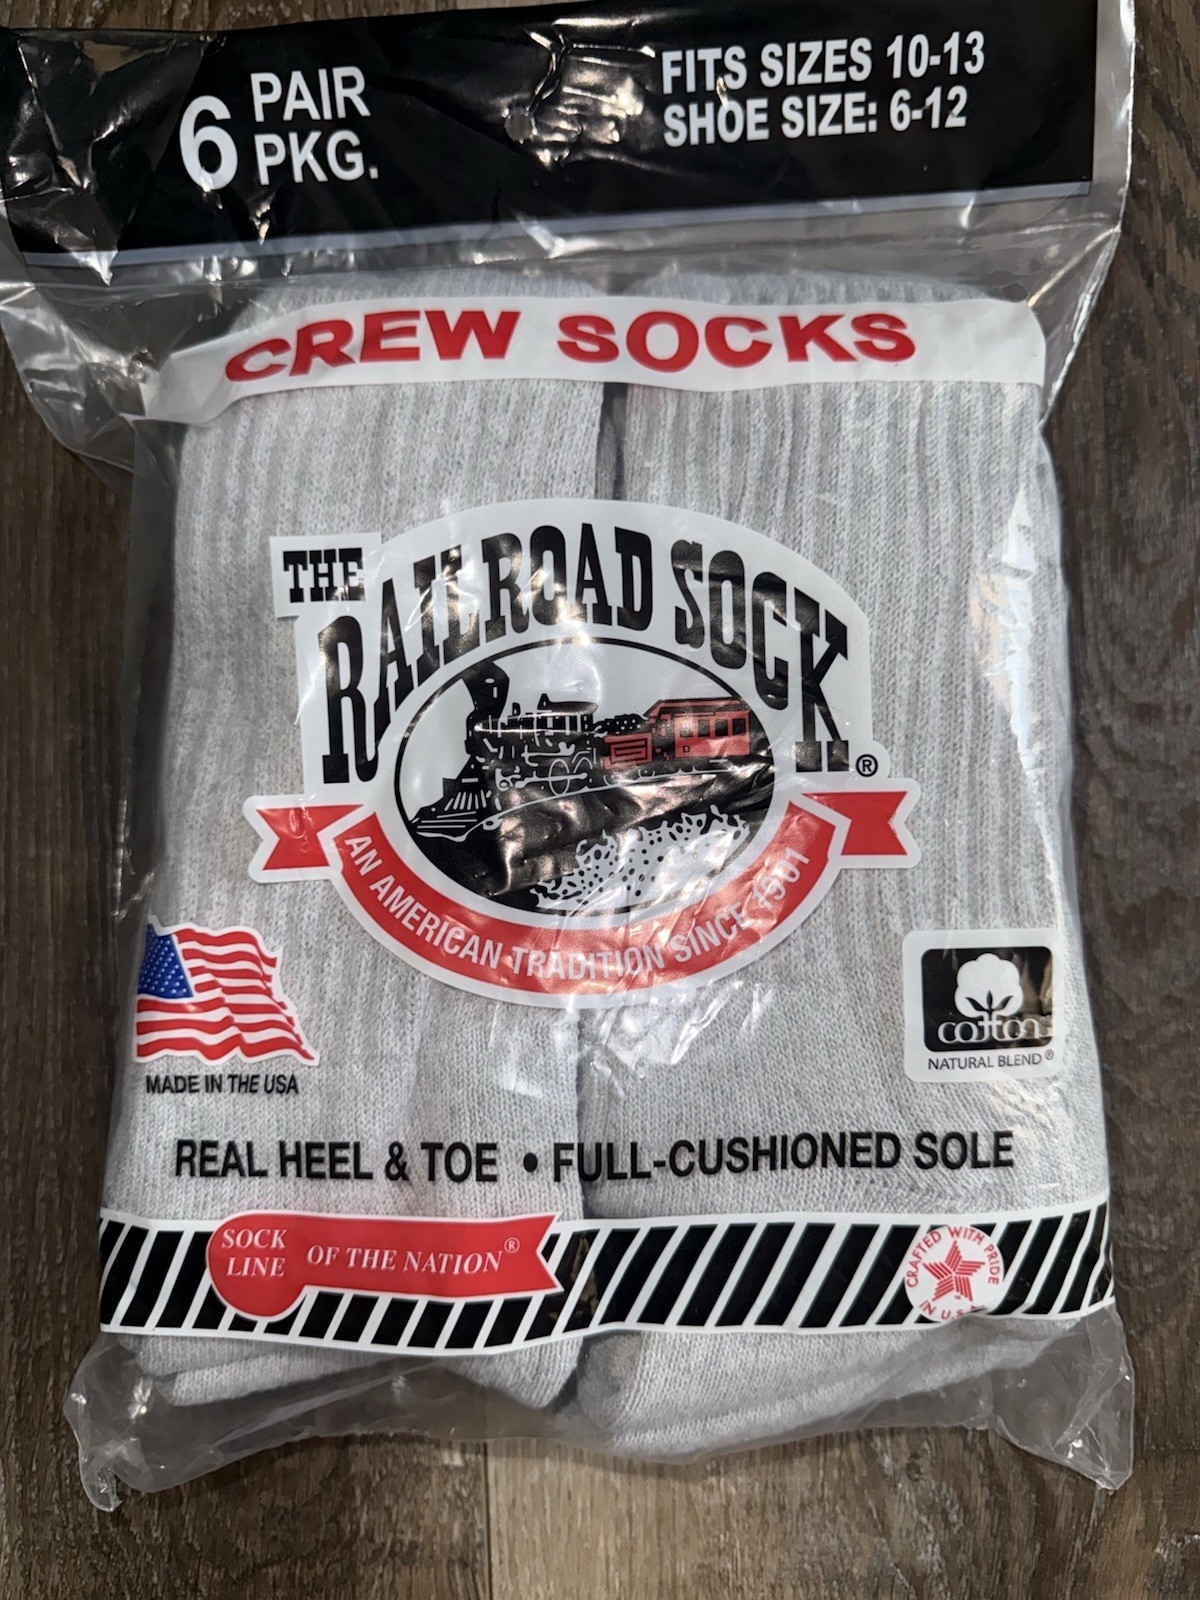 6 PAIR
PKG.
FITS SIZES 10-13
SHOE SIZE: 6-12
CREW SOCKS
THE
RAILROAD SOCK®
AN AMERICAN TRADITION SINCE 1901
MADE IN THE USA
cotton
NATURAL BLEND®
REAL HEEL & TOE • FULL-CUSHIONED SOLE
SOCK
LINE
OF THE NATION®
CRAFTED WITH PRIDE
IN U.S.A.